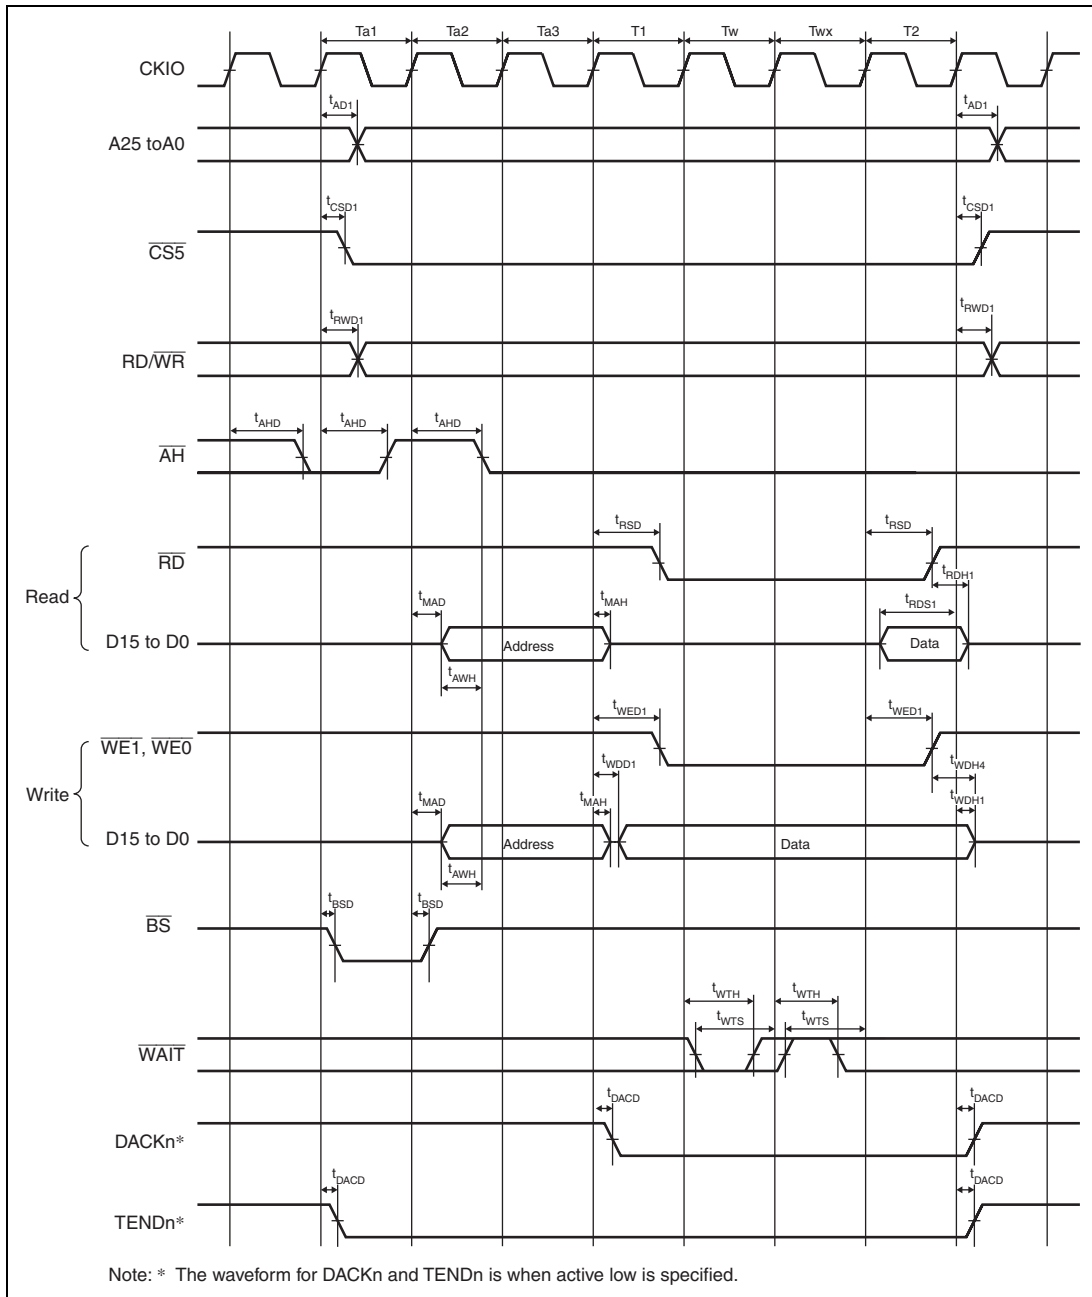 Ta1 Ta2 Ta3 T1 Tw Twx T2
CKIO
tAD1 tAD1
A25 toA0
tCSD1 tCSD1
CS5
tRWD1 tRWD1
RD/WR
tAHD tAHD tAHD
AH
tRSD tRSD
RD
tRDH1
Read
tMAD tMAH tRDS1
D15 to D0 Address Data
tAWH
tWED1 tWED1
WE1, WE0
tWDD1 tWDH4
Write
tMAD tMAH tWDH1
D15 to D0 Address Data
tAWH
tBSD tBSD
BS
tWTH tWTH
tWTS tWTS
WAIT
tDACD tDACD
DACKn*
tDACD tDACD
TENDn*
Note: * The waveform for DACKn and TENDn is when active low is specified.